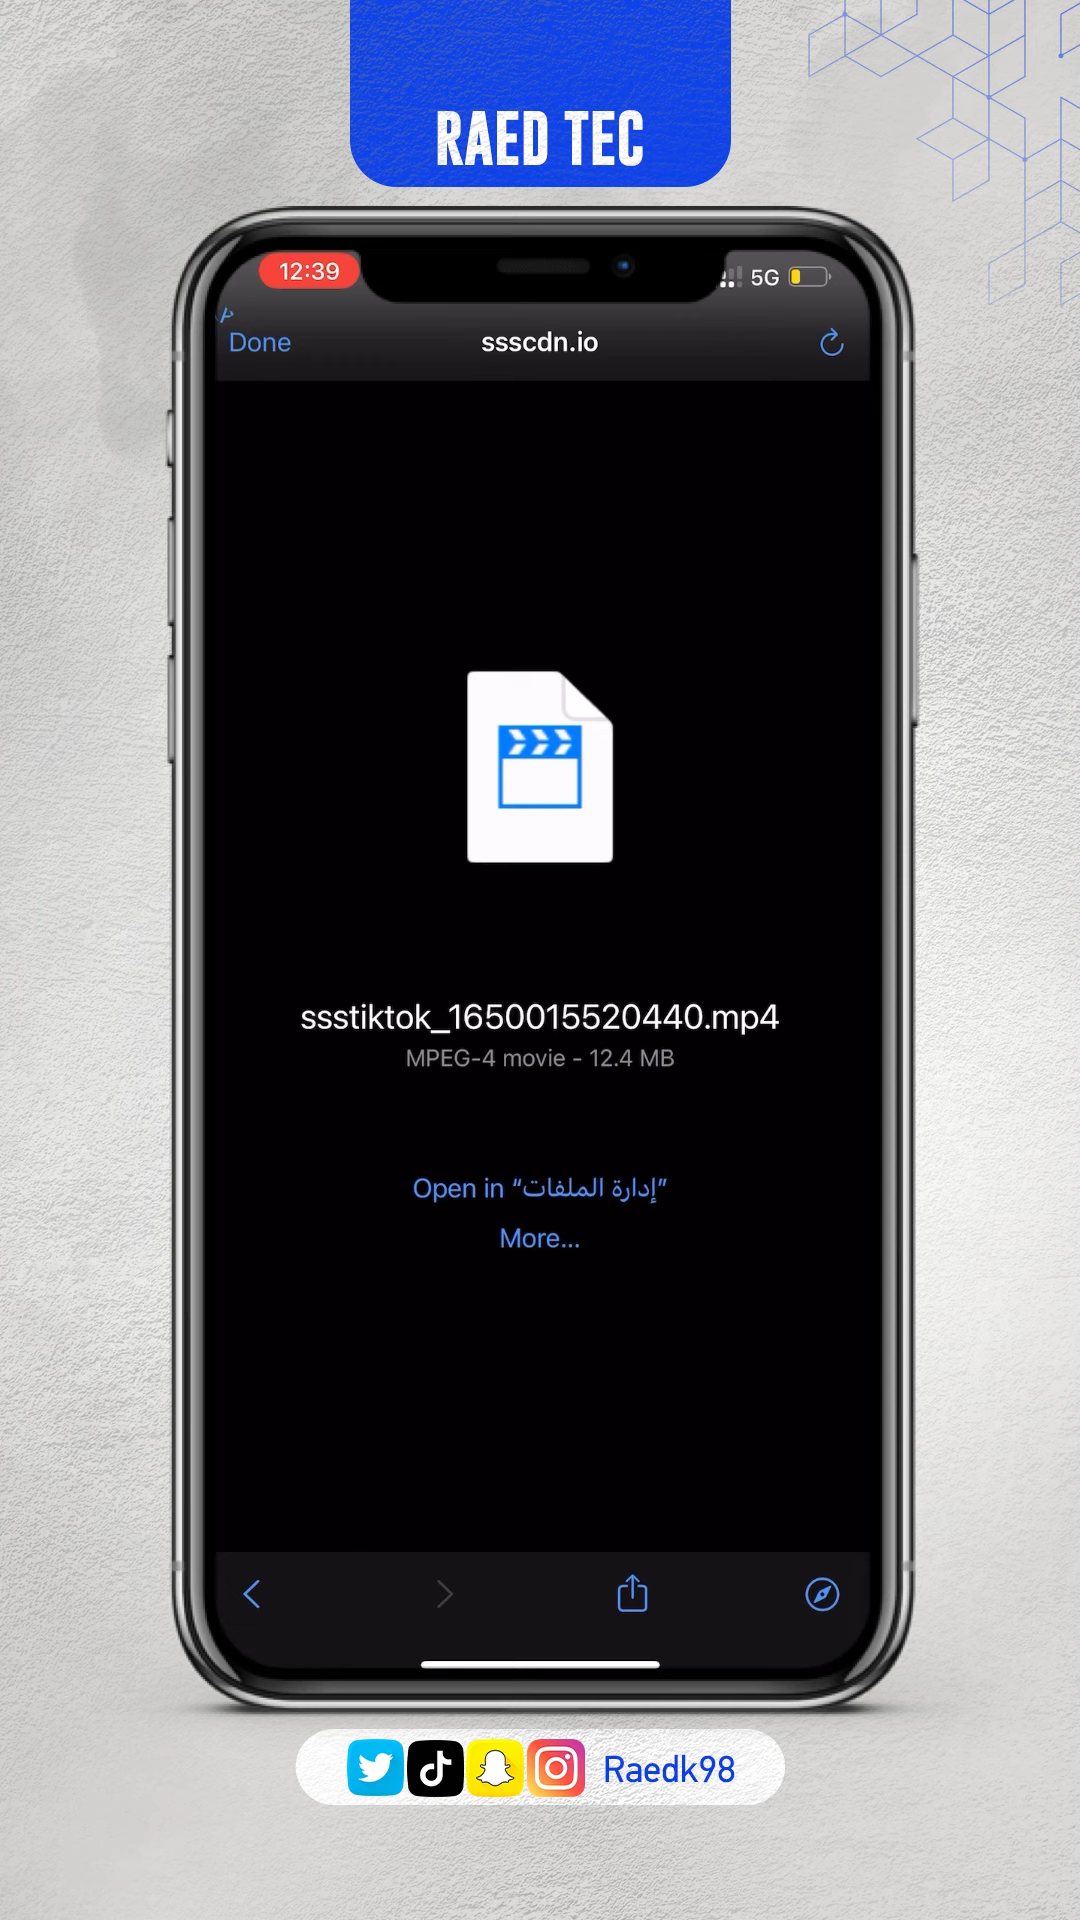 RAED TEC
12:39
5G
Done
ssscdn.io
ssstiktok_1650015520440.mp4
MPEG-4 movie - 12.4 MB
Open in “إدارة الملفات”
More...
Raedk98